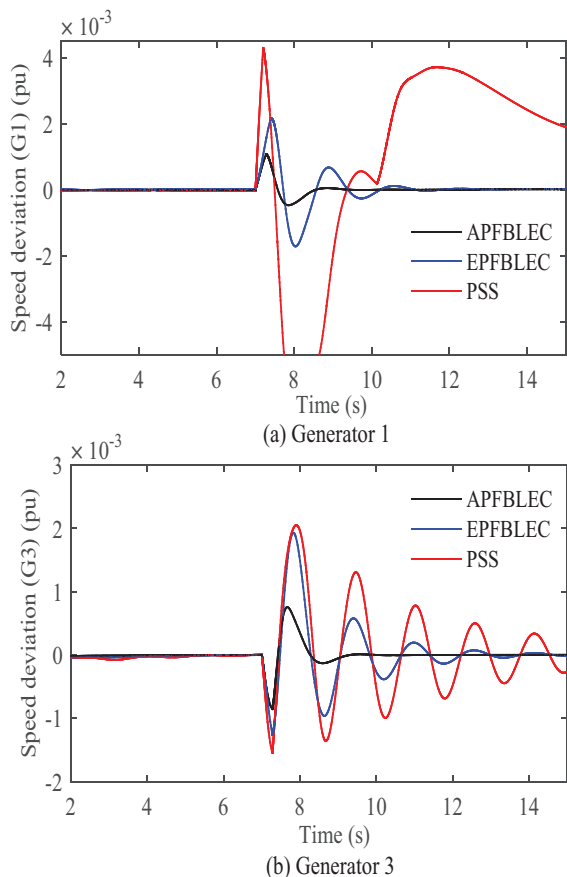 × 10⁻³
4
2
0
-2
-4
Speed deviation (G1) (pu)
APFBLEC
EPFBLEC
PSS
2 4 6 8 10 12 14
Time (s)
(a) Generator 1
× 10⁻³
3
2
1
0
-1
-2
Speed deviation (G3) (pu)
APFBLEC
EPFBLEC
PSS
2 4 6 8 10 12 14
Time (s)
(b) Generator 3